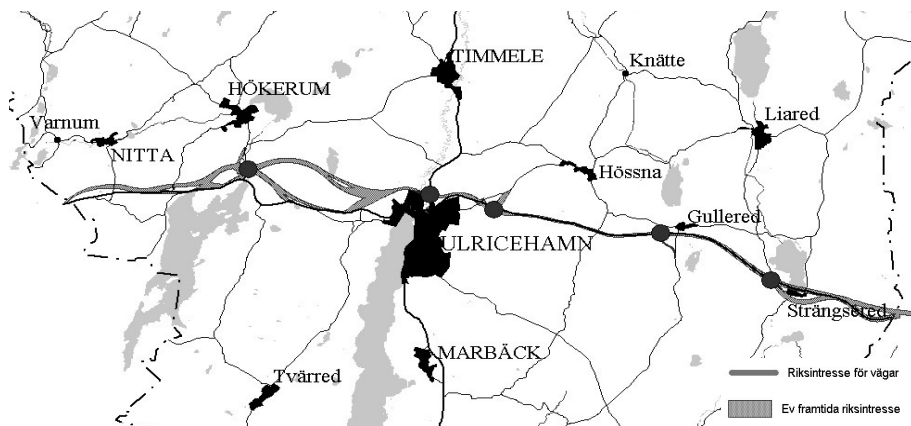 TIMMELE
Knätte
HÖKERUM
Liared
Varnum
NITTA
Hössna
Gullered
ULRICEHAMN
Strängsered
MARBÄCK
Tvärred
Riksintresse för vägar
Ev framtida riksintresse